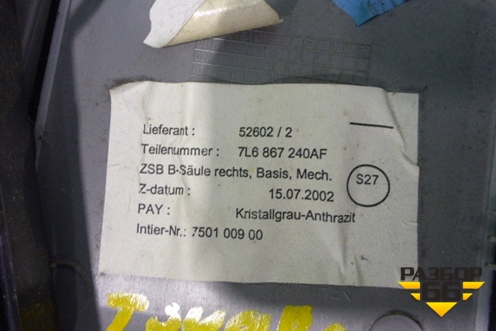 Lieferant : 52602 / 2
Teilenummer : 7L6 867 240AF
ZSB B-Säule rechts, Basis, Mech.
S27
Z-datum : 15.07.2002
PAY : Kristallgrau-Anthrazit
Intier-Nr.: 7501 009 00
РАЗБОР
66